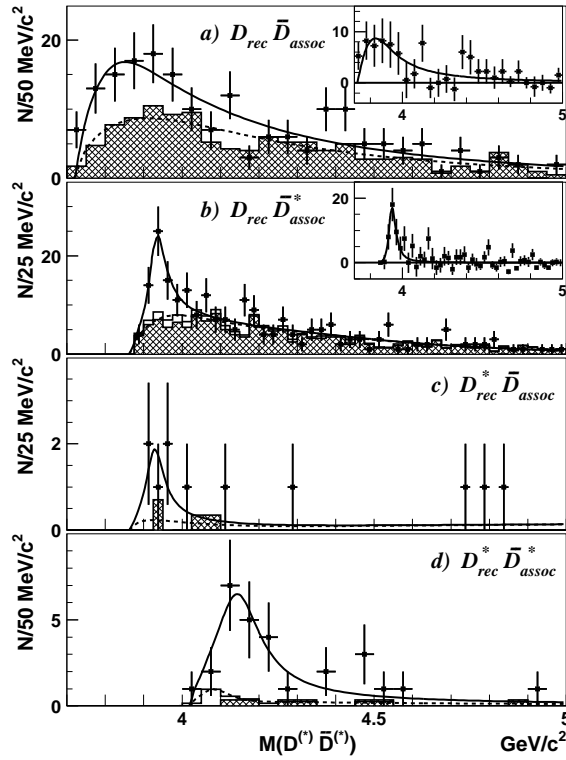 N/50 MeV/c²
20
0
a) D_rec D̄_assoc
10
0
4
5
N/25 MeV/c²
20
0
b) D_rec D̄*_assoc
20
0
4
5
N/25 MeV/c²
2
0
c) D*_rec D̄_assoc
N/50 MeV/c²
5
0
d) D*_rec D̄*_assoc
4
4.5
5
M(D⁽*⁾ D̄⁽*⁾)
GeV/c²